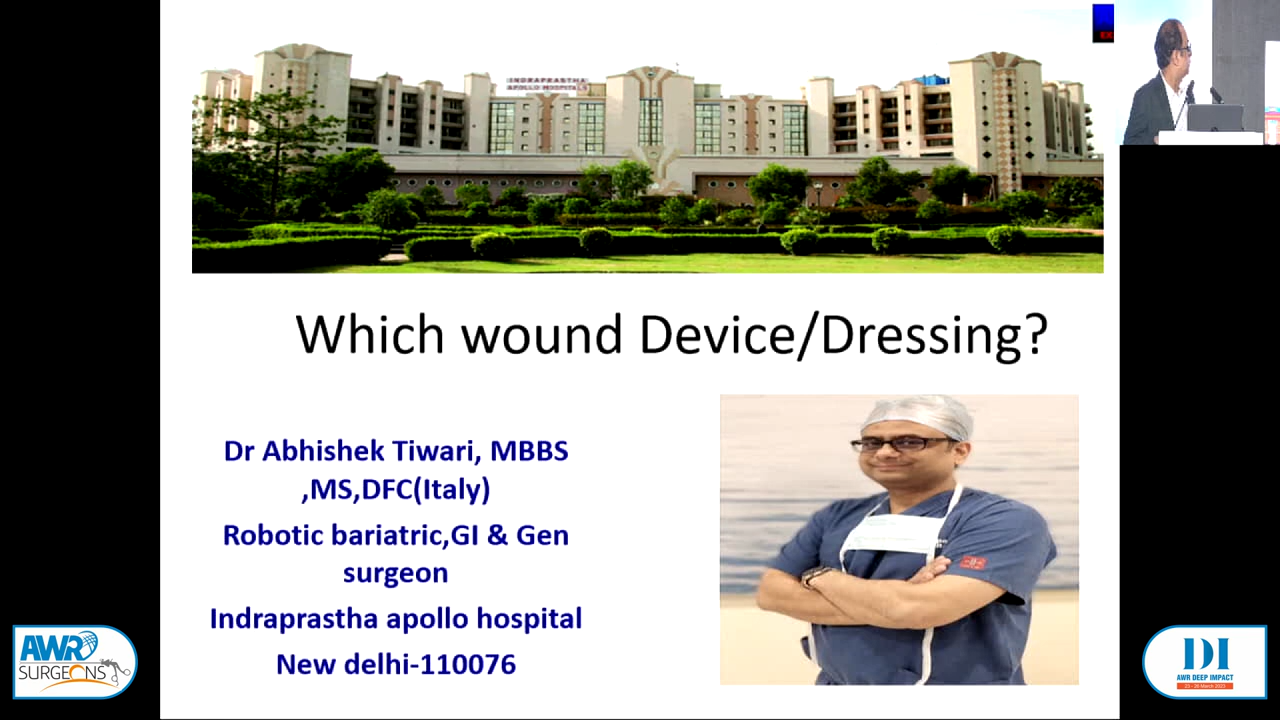 INDRAPRASTHA
APOLLO HOSPITALS
Which wound Device/Dressing?
Dr Abhishek Tiwari, MBBS
,MS,DFC(Italy)
Robotic bariatric,GI & Gen
surgeon
Indraprastha apollo hospital
New delhi-110076
AWR
SURGEONS
DI
AWR DEEP IMPACT